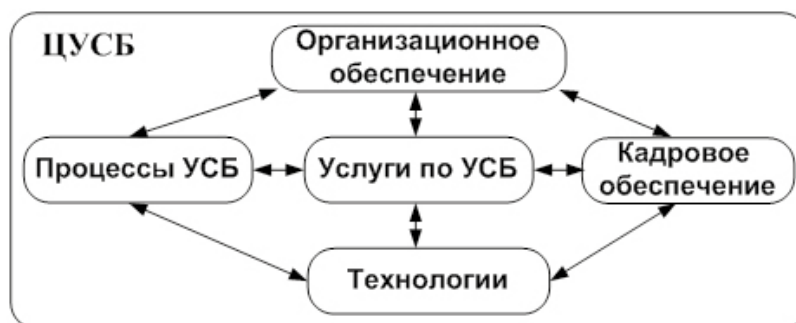 ЦУСБ
Организационное
обеспечение
Процессы УСБ
Услуги по УСБ
Кадровое
обеспечение
Технологии